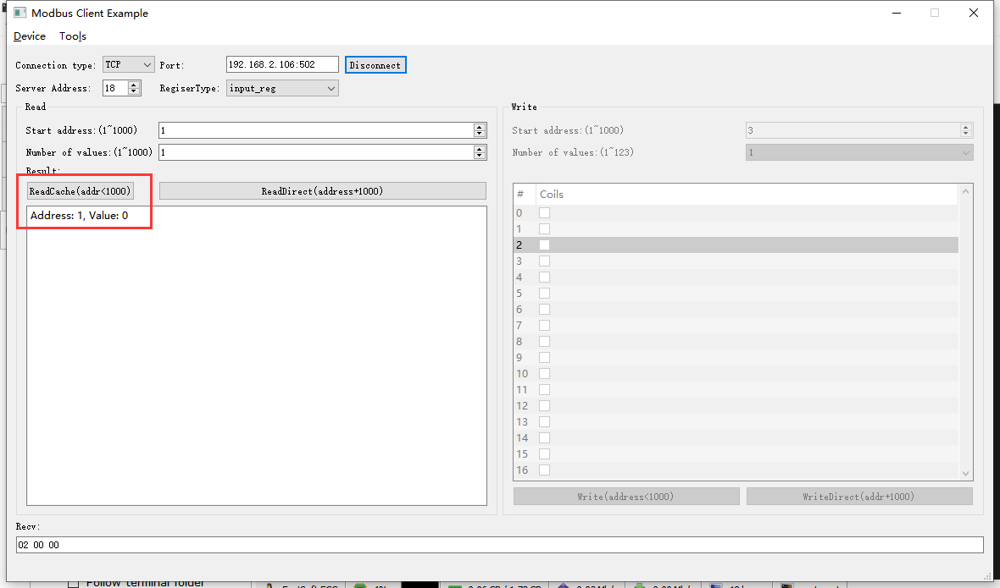 Modbus Client Example
Device Tools
Connection type: TCP Port: 192.168.2.106:502 Disconnect
Server Address: 18 RegiserType: input_reg
Read
Start address:(1~1000) 1
Number of values:(1~1000) 1
Result:
ReadCache(addr<1000) ReadDirect(address+1000)
Address: 1, Value: 0
Write
Start address:(1~1000) 3
Number of values:(1~123) 1
# Coils
0
1
2
3
4
5
6
7
8
9
10
11
12
13
14
15
16
Write(address<1000) WriteDirect(addr+1000)
Recv:
02 00 00
Follow terminal folder